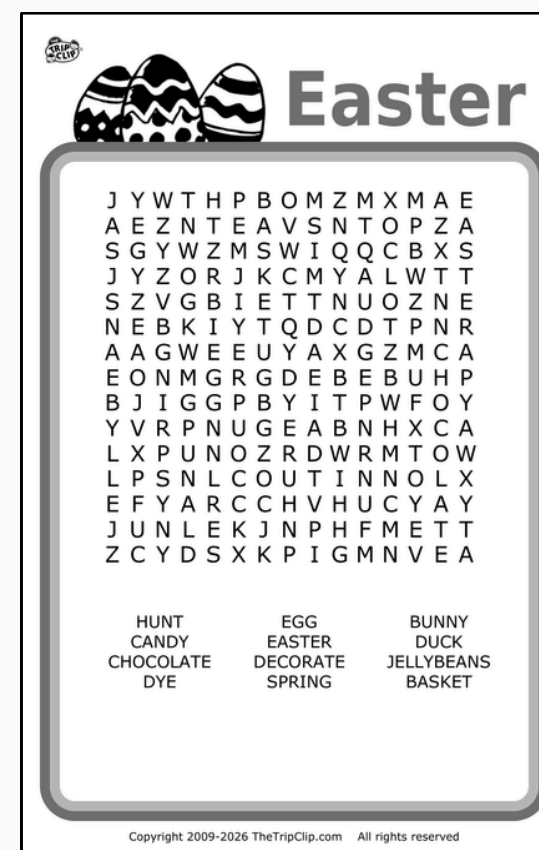 TRIP
CLIP
Easter
J Y W T H P B O M Z M X M A E
A E Z N T E A V S N T O P Z A
S G Y W Z M S W I Q Q C B X S
J Y Z O R J K C M Y A L W T T
S Z V G B I E T T N U O Z N E
N E B K I Y T Q D C D T P N R
A A G W E E U Y A X G Z M C A
E O N M G R G D E B E B U H P
B J I G G P B Y I T P W F O Y
Y V R P N U G E A B N H X C A
L X P U N O Z R D W R M T O W
L P S N L C O U T I N N O L X
E F Y A R C C H V H U C Y A Y
J U N L E K J N P H F M E T T
Z C Y D S X K P I G M N V E A
HUNT EGG BUNNY
CANDY EASTER DUCK
CHOCOLATE DECORATE JELLYBEANS
DYE SPRING BASKET
Copyright 2009-2026 TheTripClip.com All rights reserved